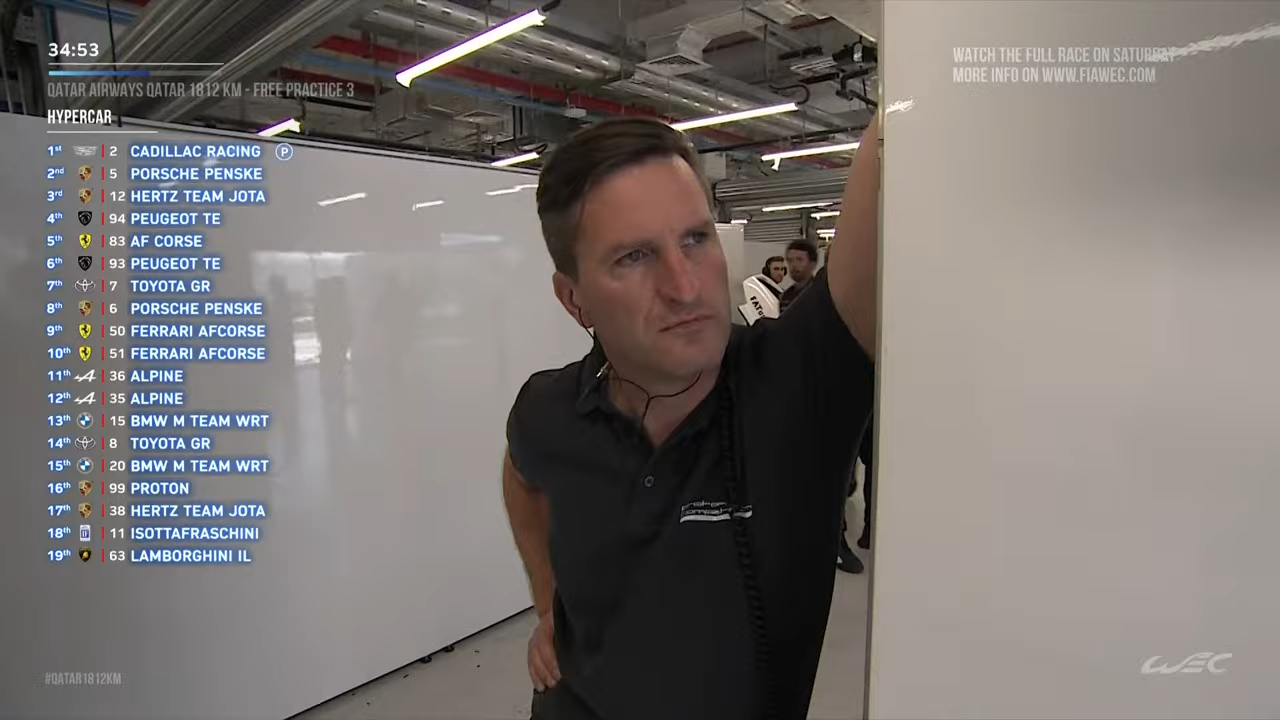 34:53
QATAR AIRWAYS QATAR 1812 KM - FREE PRACTICE 3
HYPERCAR
1st 2 CADILLAC RACING P
2nd 5 PORSCHE PENSKE
3rd 12 HERTZ TEAM JOTA
4th 94 PEUGEOT TE
5th 83 AF CORSE
6th 93 PEUGEOT TE
7th 7 TOYOTA GR
8th 6 PORSCHE PENSKE
9th 50 FERRARI AFCORSE
10th 51 FERRARI AFCORSE
11th 36 ALPINE
12th 35 ALPINE
13th 15 BMW M TEAM WRT
14th 8 TOYOTA GR
15th 20 BMW M TEAM WRT
16th 99 PROTON
17th 38 HERTZ TEAM JOTA
18th 11 ISOTTAFRASCHINI
19th 63 LAMBORGHINI IL
WATCH THE FULL RACE ON SATURDAY
MORE INFO ON WWW.FIAWEC.COM
#QATAR1812KM
WEC